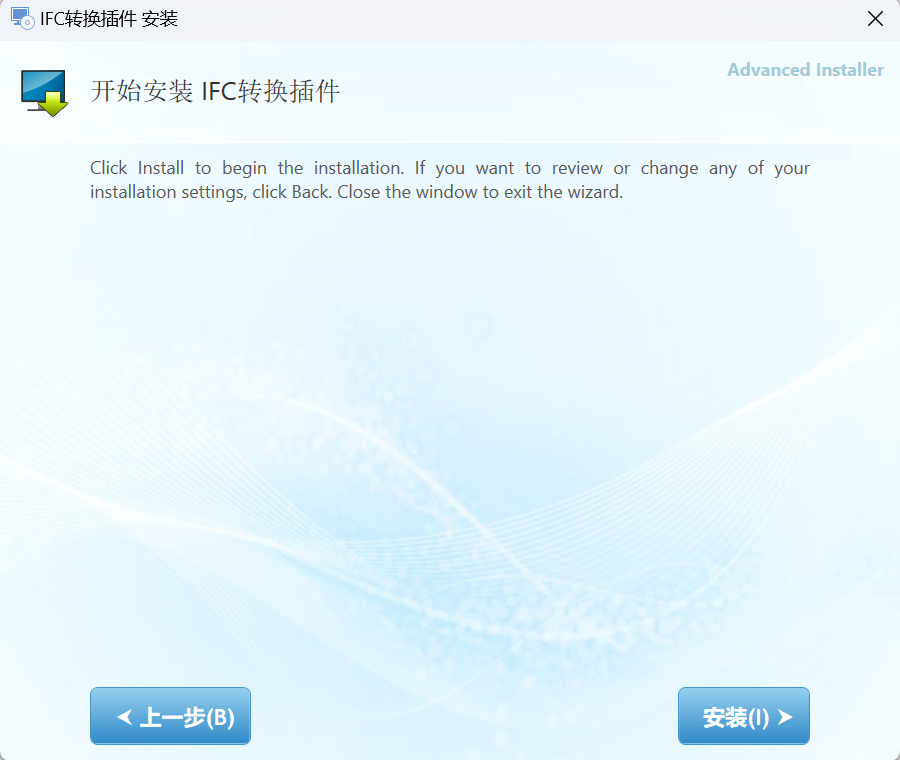 IFC转换插件 安装
Advanced Installer
开始安装 IFC转换插件
Click Install to begin the installation. If you want to review or change any of your
installation settings, click Back. Close the window to exit the wizard.
上一步(B)
安装(I)